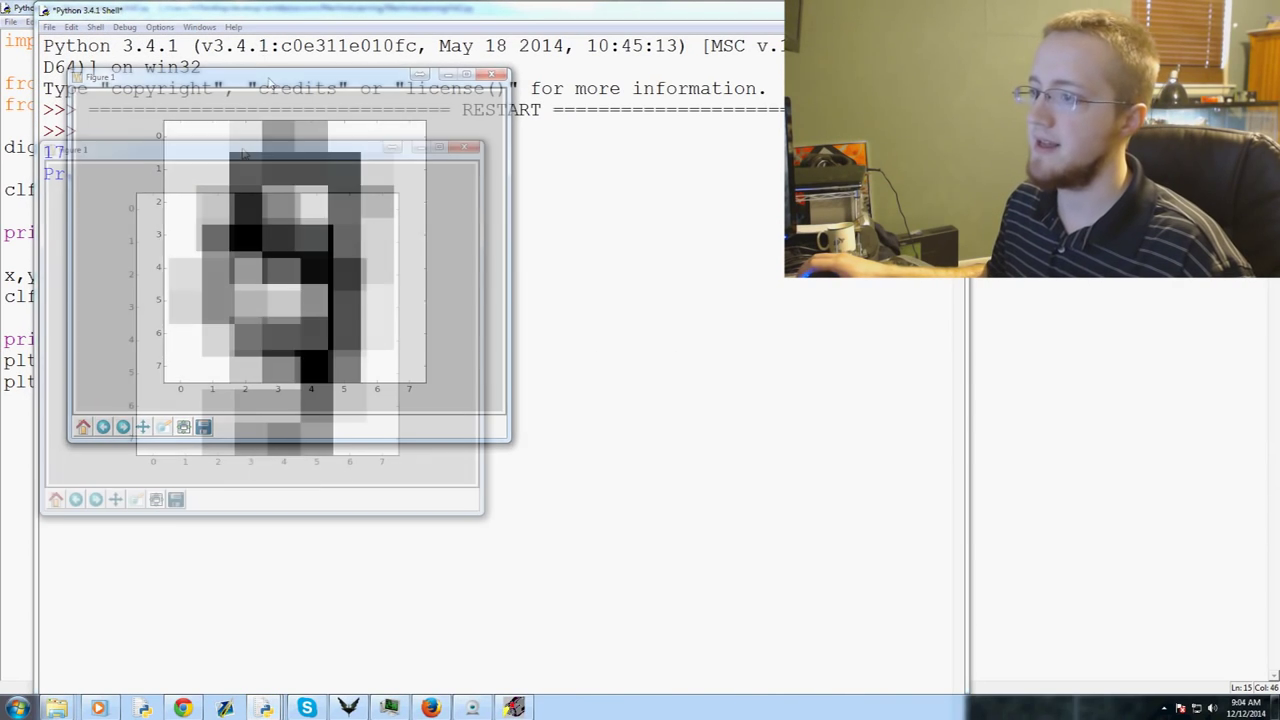 *Python 3.4.1 Shell*
File Edit Shell Debug Options Windows Help
Python 3.4.1 (v3.4.1:c0e311e010fc, May 18 2014, 10:45:13) [MSC v.1
D64)] on win32
Type "copyright", "credits" or "license()" for more information.
>>> ================================ RESTART
>>>
17
Pr
Figure 1
0
1
2
3
4
5
6
7
0 1 2 3 4 5 6 7
Figure 1
0
1
2
3
4
5
6
0 1 2 3 4 5 6 7
imp
fro
fro
dig
clf
pri
x,y
clf
pri
plt
plt
Ln: 15 Col: 46
9:04 AM
12/12/2014